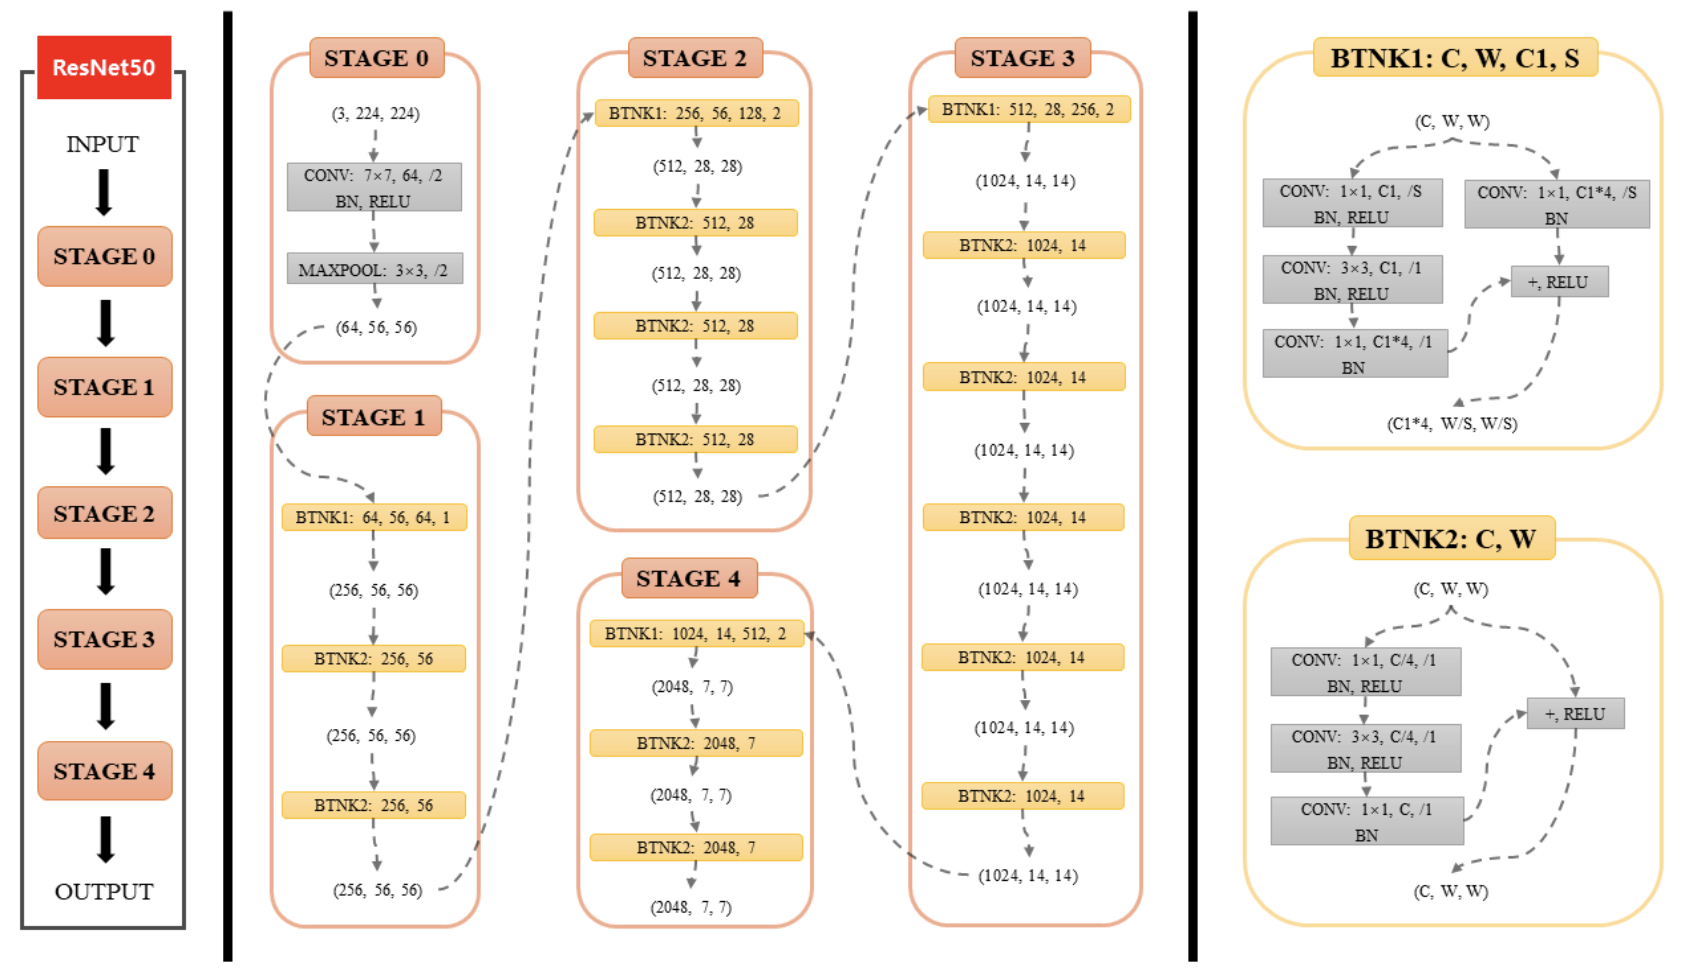 ResNet50
INPUT
STAGE 0
STAGE 1
STAGE 2
STAGE 3
STAGE 4
OUTPUT
STAGE 0
(3, 224, 224)
CONV: 7×7, 64, /2
BN, RELU
MAXPOOL: 3×3, /2
(64, 56, 56)
STAGE 1
BTNK1: 64, 56, 64, 1
(256, 56, 56)
BTNK2: 256, 56
(256, 56, 56)
BTNK2: 256, 56
(256, 56, 56)
STAGE 2
BTNK1: 256, 56, 128, 2
(512, 28, 28)
BTNK2: 512, 28
(512, 28, 28)
BTNK2: 512, 28
(512, 28, 28)
BTNK2: 512, 28
(512, 28, 28)
STAGE 3
BTNK1: 512, 28, 256, 2
(1024, 14, 14)
BTNK2: 1024, 14
(1024, 14, 14)
BTNK2: 1024, 14
(1024, 14, 14)
BTNK2: 1024, 14
(1024, 14, 14)
BTNK2: 1024, 14
(1024, 14, 14)
BTNK2: 1024, 14
(1024, 14, 14)
STAGE 4
BTNK1: 1024, 14, 512, 2
(2048, 7, 7)
BTNK2: 2048, 7
(2048, 7, 7)
BTNK2: 2048, 7
(2048, 7, 7)
BTNK1: C, W, C1, S
(C, W, W)
CONV: 1×1, C1, /S
BN, RELU
CONV: 3×3, C1, /1
BN, RELU
CONV: 1×1, C1*4, /1
BN
CONV: 1×1, C1*4, /S
BN
+, RELU
(C1*4, W/S, W/S)
BTNK2: C, W
(C, W, W)
CONV: 1×1, C/4, /1
BN, RELU
CONV: 3×3, C/4, /1
BN, RELU
CONV: 1×1, C, /1
BN
+, RELU
(C, W, W)